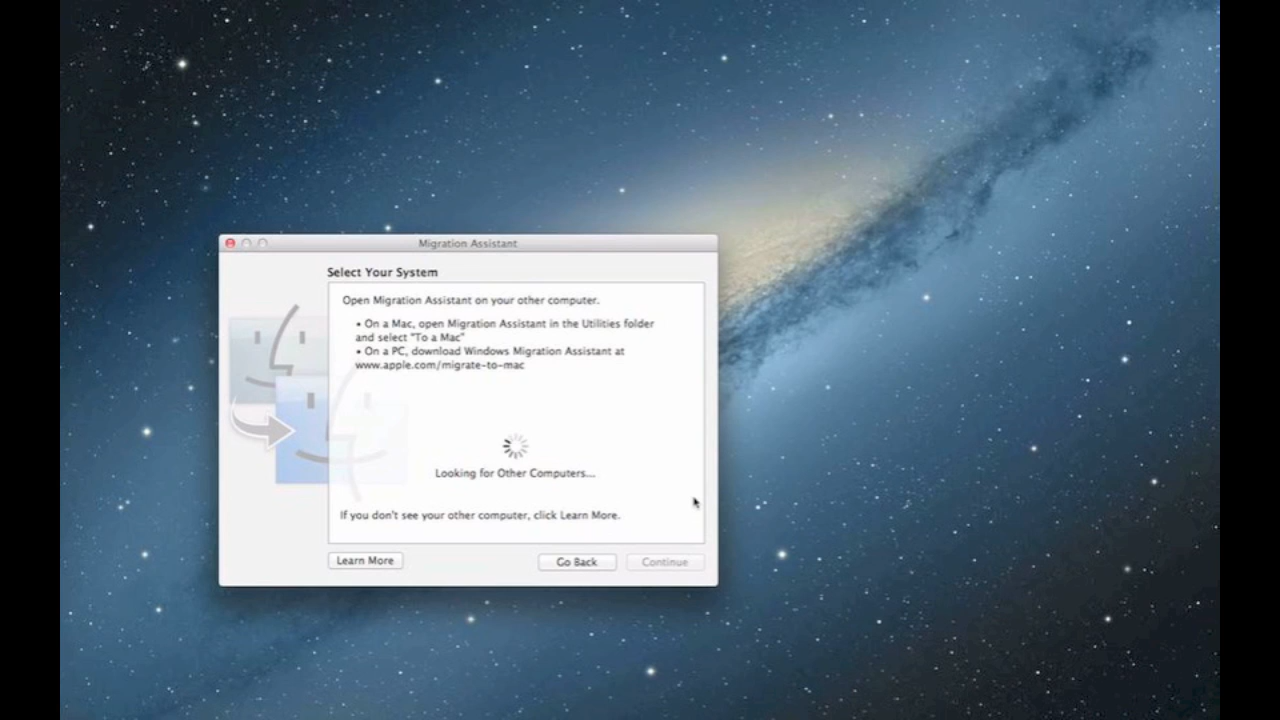 Migration Assistant
Select Your System
Open Migration Assistant on your other computer.
• On a Mac, open Migration Assistant in the Utilities folder
and select "To a Mac"
• On a PC, download Windows Migration Assistant at
www.apple.com/migrate-to-mac
Looking for Other Computers...
If you don't see your other computer, click Learn More.
Learn More
Go Back
Continue